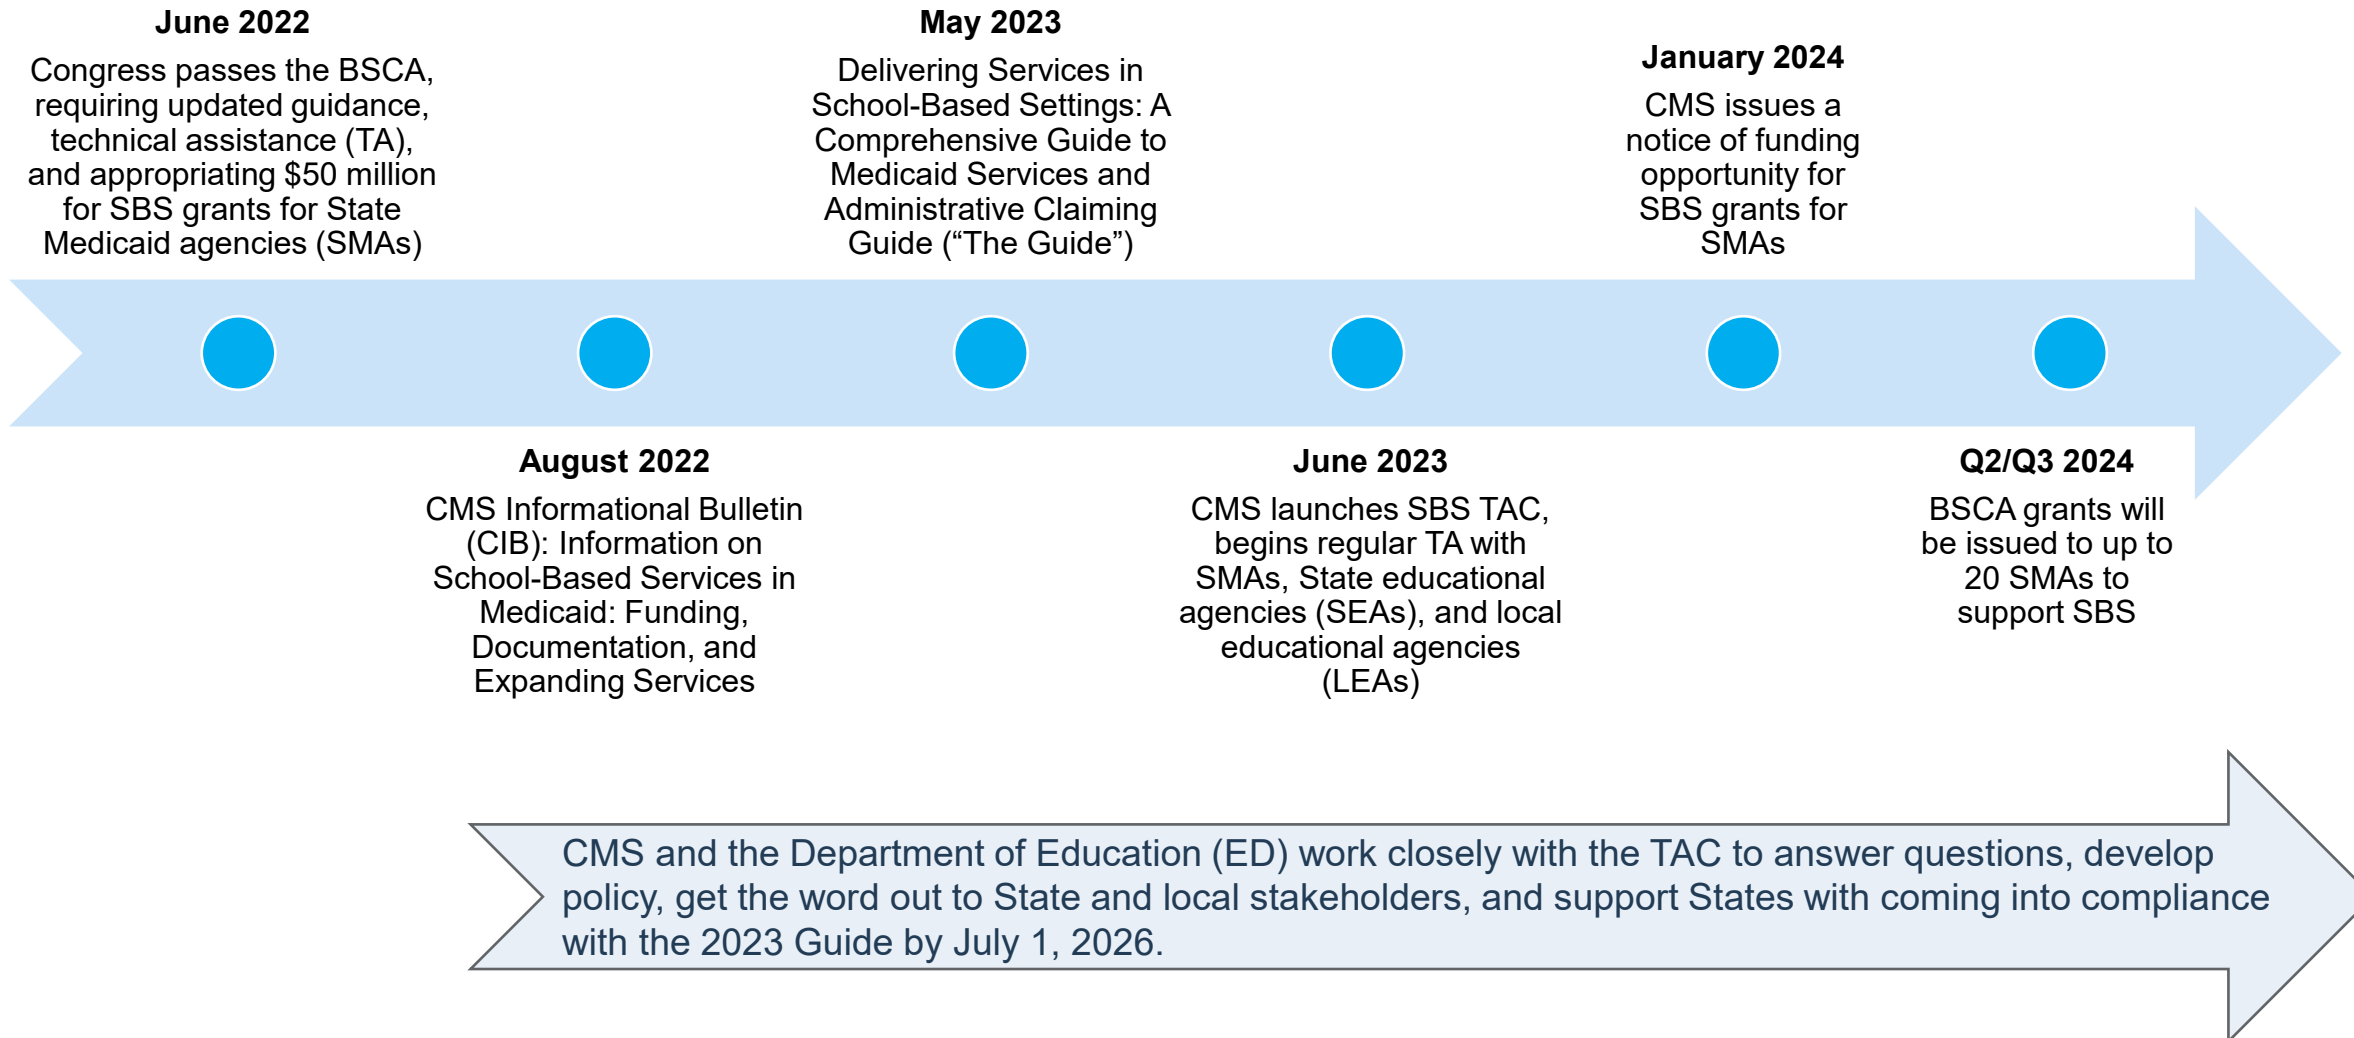 June 2022
Congress passes the BSCA,
requiring updated guidance,
technical assistance (TA),
and appropriating $50 million
for SBS grants for State
Medicaid agencies (SMAs)
August 2022
CMS Informational Bulletin
(CIB): Information on
School-Based Services in
Medicaid: Funding,
Documentation, and
Expanding Services
May 2023
Delivering Services in
School-Based Settings: A
Comprehensive Guide to
Medicaid Services and
Administrative Claiming
Guide (“The Guide”)
June 2023
CMS launches SBS TAC,
begins regular TA with
SMAs, State educational
agencies (SEAs), and local
educational agencies
(LEAs)
January 2024
CMS issues a
notice of funding
opportunity for
SBS grants for
SMAs
Q2/Q3 2024
BSCA grants will
be issued to up to
20 SMAs to
support SBS
CMS and the Department of Education (ED) work closely with the TAC to answer questions, develop
policy, get the word out to State and local stakeholders, and support States with coming into compliance
with the 2023 Guide by July 1, 2026.